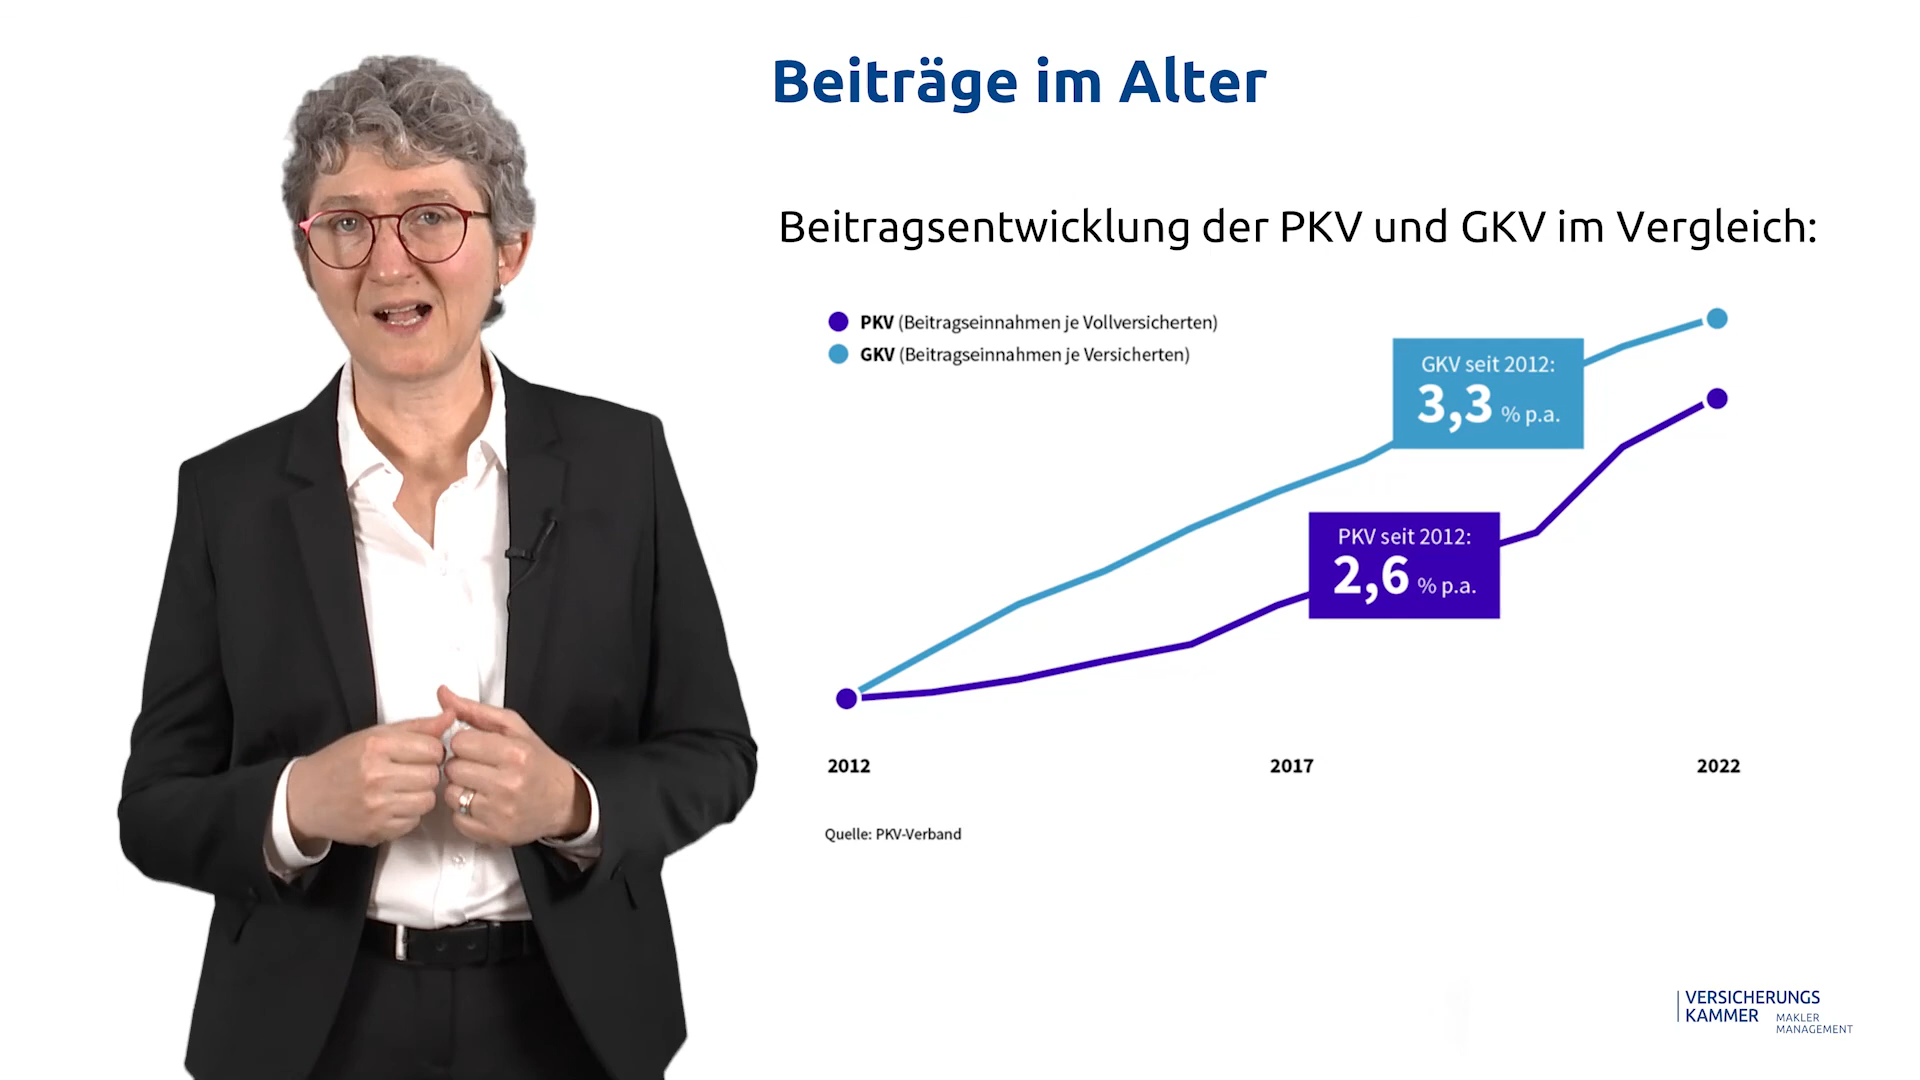 Beiträge im Alter
Beitragsentwicklung der PKV und GKV im Vergleich:
PKV (Beitragseinnahmen je Vollversicherten)
GKV (Beitragseinnahmen je Versicherten)
GKV seit 2012:
3,3 % p.a.
PKV seit 2012:
2,6 % p.a.
2012 2017 2022
Quelle: PKV-Verband
VERSICHERUNGS
KAMMER MAKLER
MANAGEMENT